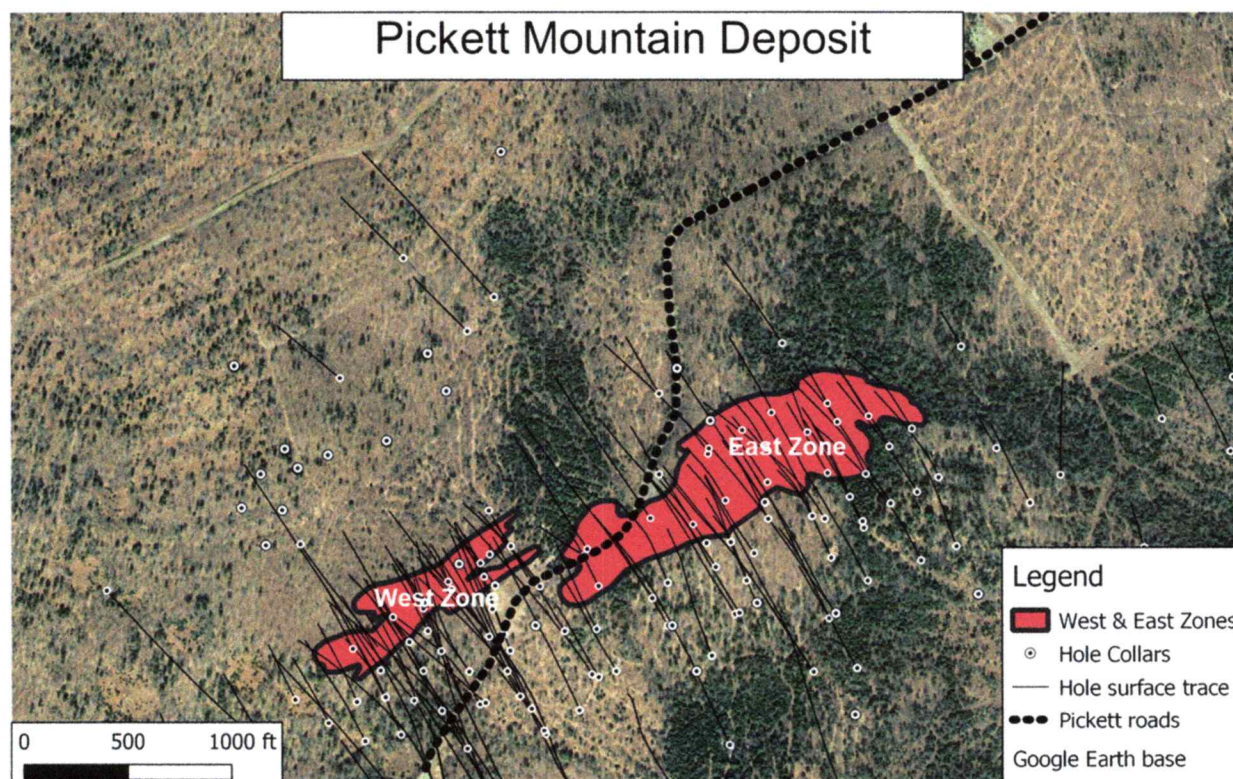 Pickett Mountain Deposit
East Zone
West Zone
Legend
West & East Zones
Hole Collars
Hole surface trace
Pickett roads
Google Earth base
0 500 1000 ft